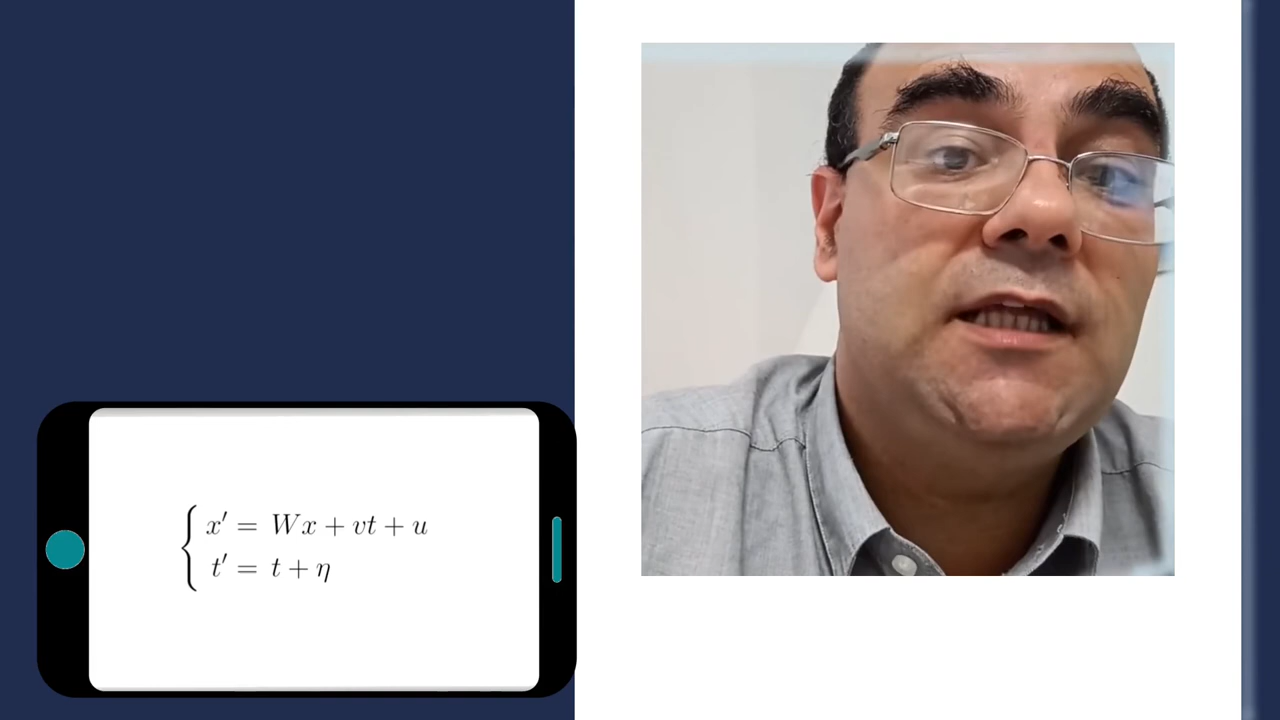 x′ = Wx + vt + u
t′ = t + η